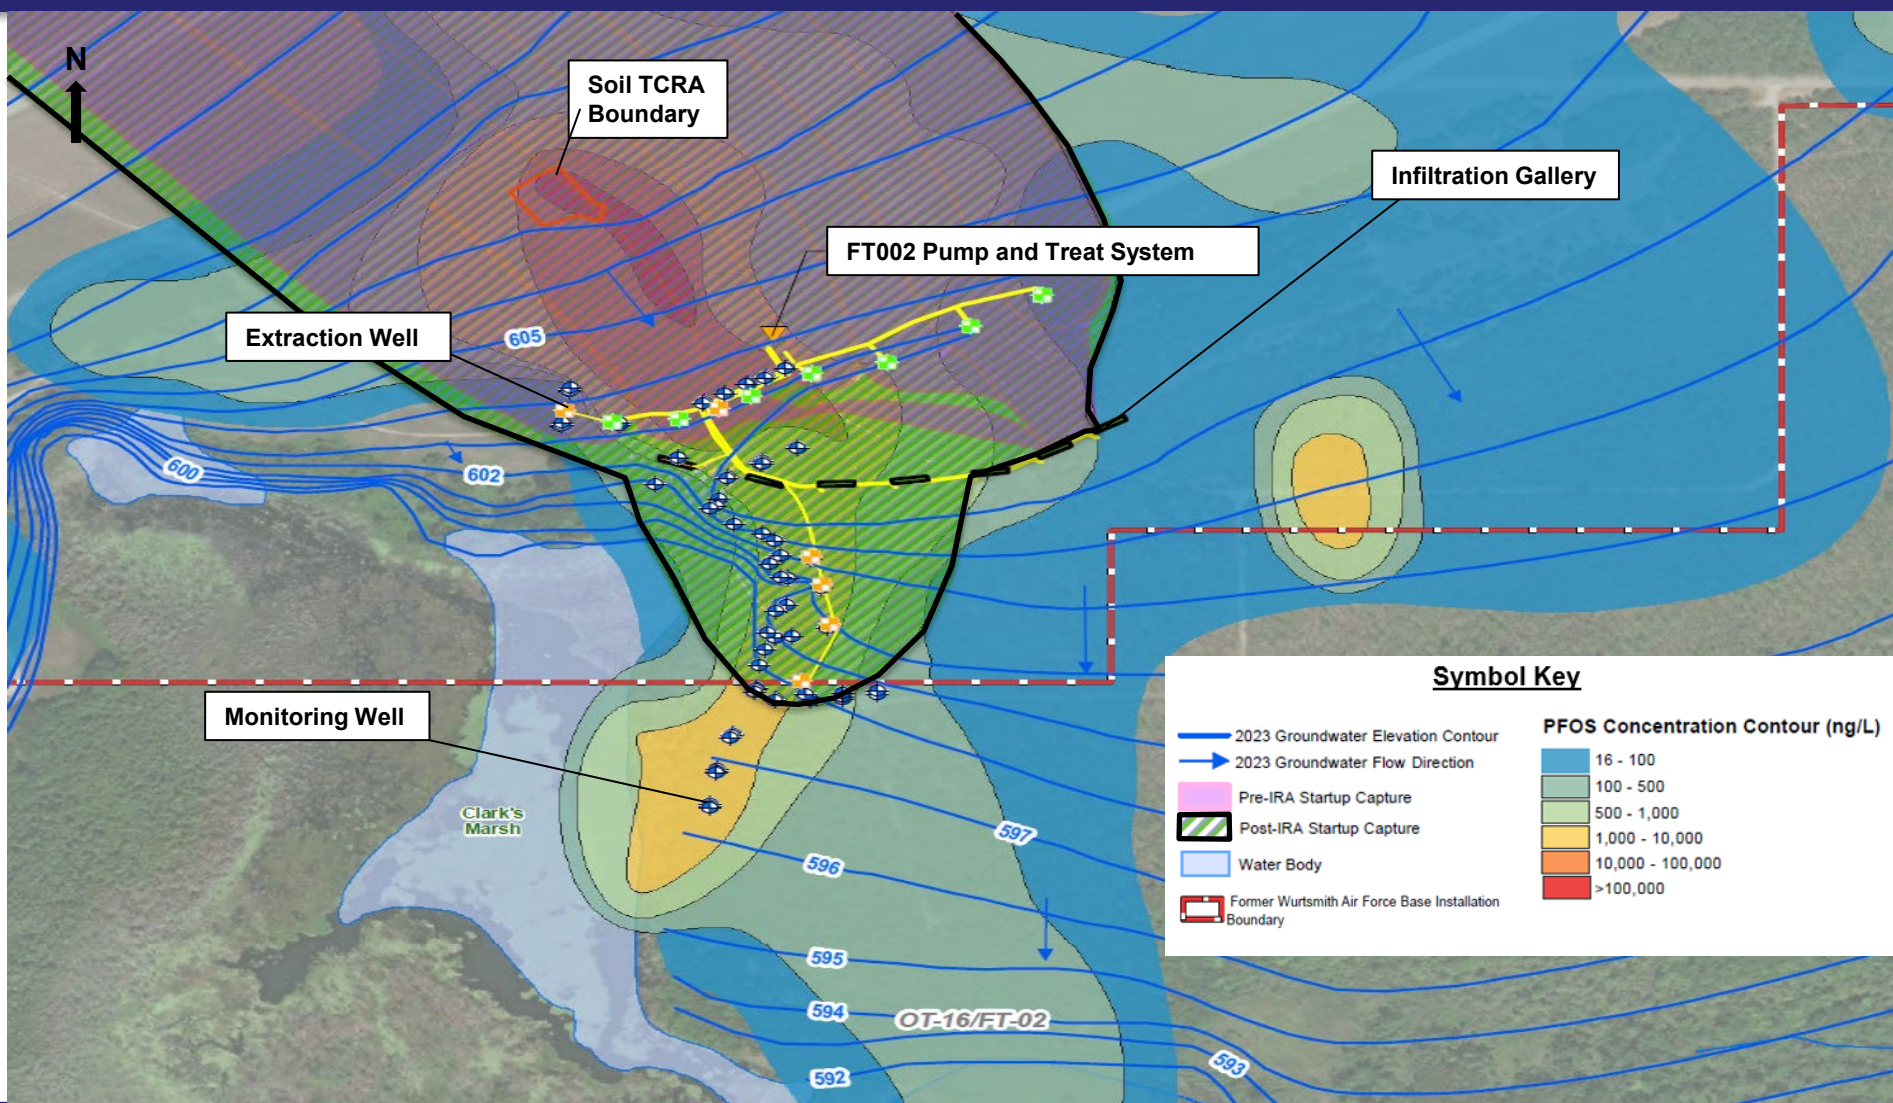 N
Soil TCRA
Boundary
Infiltration Gallery
FT002 Pump and Treat System
Extraction Well
605
600
602
Monitoring Well
Clark's
Marsh
597
596
595
594
OT-16/FT-02
593
592
Symbol Key
2023 Groundwater Elevation Contour
2023 Groundwater Flow Direction
Pre-IRA Startup Capture
Post-IRA Startup Capture
Water Body
Former Wurtsmith Air Force Base Installation
Boundary
PFOS Concentration Contour (ng/L)
16 - 100
100 - 500
500 - 1,000
1,000 - 10,000
10,000 - 100,000
>100,000